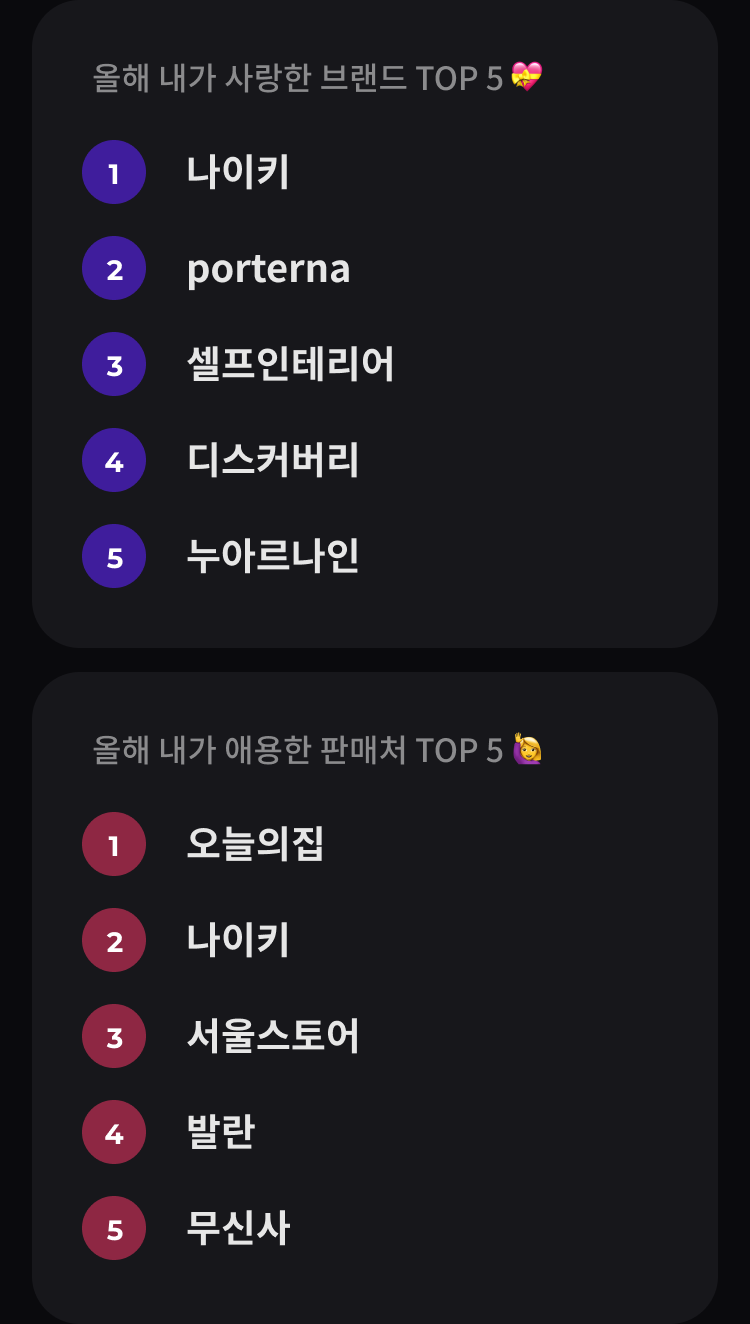 올해 내가 사랑한 브랜드 TOP 5 💝
1 나이키
2 porterna
3 셀프인테리어
4 디스커버리
5 누아르나인
올해 내가 애용한 판매처 TOP 5 🙋‍♀️
1 오늘의집
2 나이키
3 서울스토어
4 발란
5 무신사